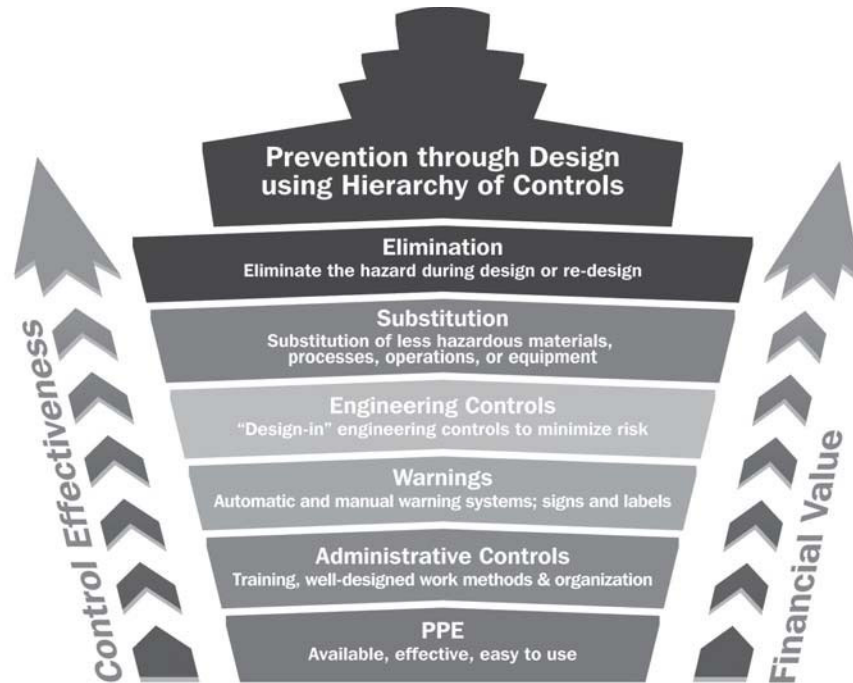 Prevention through Design
using Hierarchy of Controls
Elimination
Eliminate the hazard during design or re-design
Substitution
Substitution of less hazardous materials,
processes, operations, or equipment
Engineering Controls
“Design-in” engineering controls to minimize risk
Warnings
Automatic and manual warning systems; signs and labels
Administrative Controls
Training, well-designed work methods & organization
PPE
Available, effective, easy to use
Control Effectiveness
Financial Value